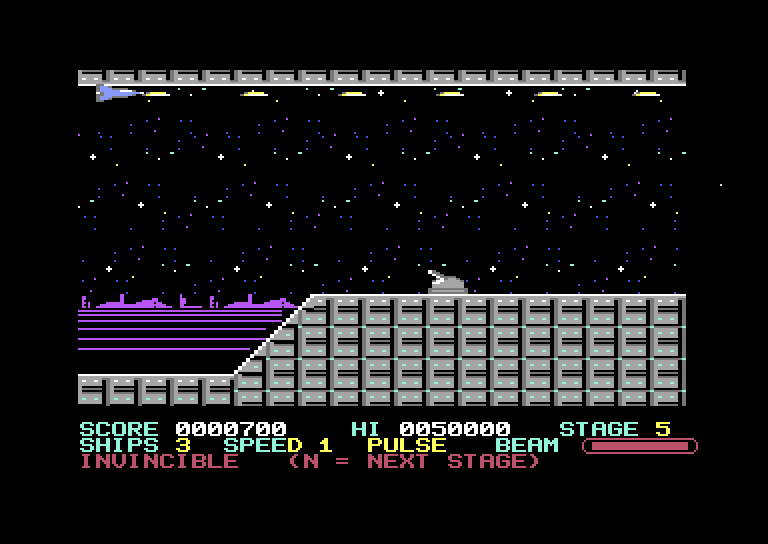 SCORE 0000700 HI 0050000 STAGE 5
SHIPS 3 SPEED 1 PULSE BEAM
INVINCIBLE (N = NEXT STAGE)